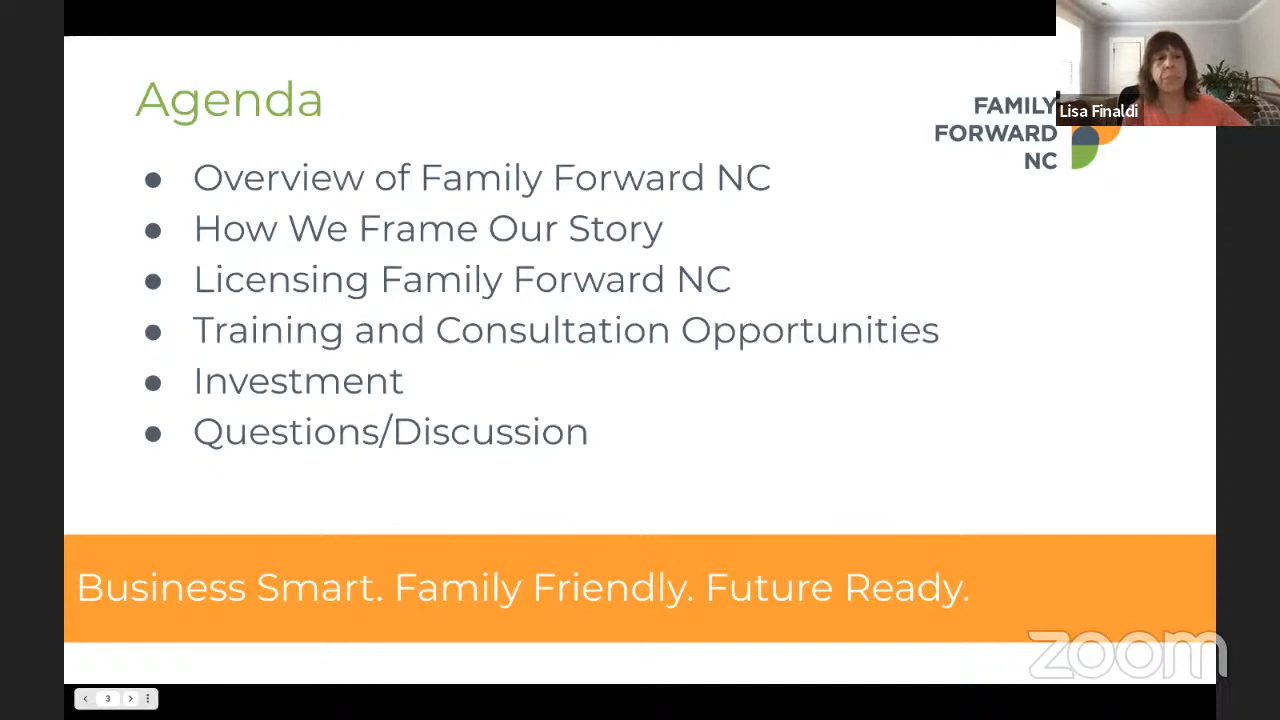 Agenda
FAMILY
FORWARD
NC
Lisa Finaldi
● Overview of Family Forward NC
● How We Frame Our Story
● Licensing Family Forward NC
● Training and Consultation Opportunities
● Investment
● Questions/Discussion
Business Smart. Family Friendly. Future Ready.
zoom
3